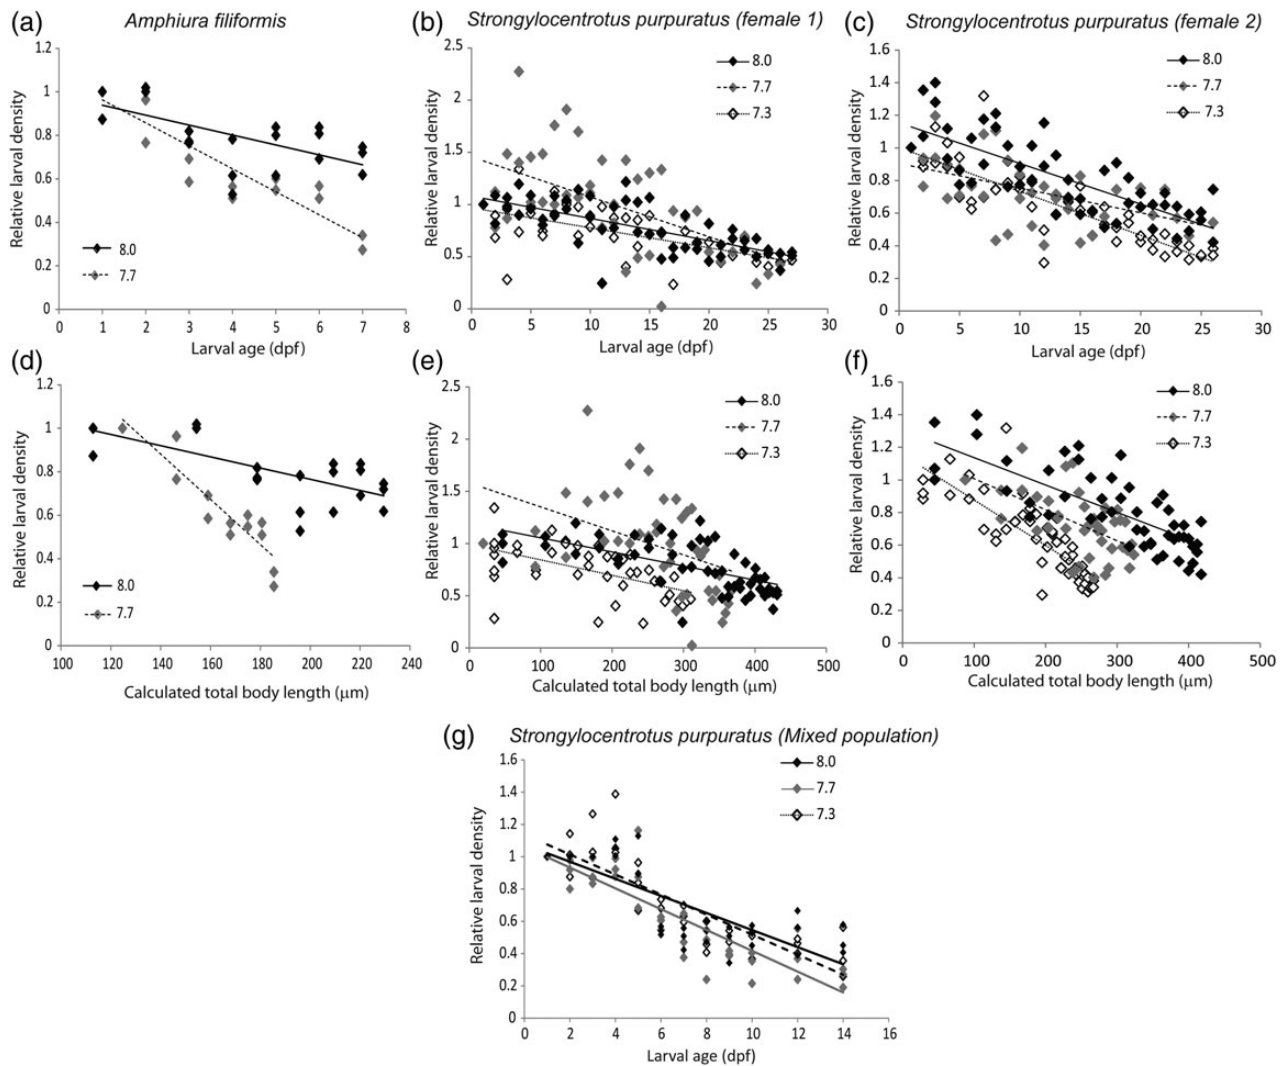 (a) Amphiura filiformis
1.2
1
0.8
0.6
0.4
0.2
0
Relative larval density
8.0
7.7
0 1 2 3 4 5 6 7 8
Larval age (dpf)
(b) Strongylocentrotus purpuratus (female 1)
2.5
2
1.5
1
0.5
0
Relative larval density
8.0
7.7
7.3
0 5 10 15 20 25 30
Larval age (dpf)
(c) Strongylocentrotus purpuratus (female 2)
1.6
1.4
1.2
1
0.8
0.6
0.4
0.2
0
Relative larval density
8.0
7.7
7.3
0 5 10 15 20 25 30
Larval age (dpf)
(d)
1.2
1
0.8
0.6
0.4
0.2
0
Relative larval density
8.0
7.7
100 120 140 160 180 200 220 240
Calculated total body length (μm)
(e)
2.5
2
1.5
1
0.5
0
Relative larval density
8.0
7.7
7.3
0 100 200 300 400 500
Calculated total body length (μm)
(f)
1.6
1.4
1.2
1
0.8
0.6
0.4
0.2
0
Relative larval density
8.0
7.7
7.3
0 100 200 300 400 500
Calculated total body length (μm)
(g) Strongylocentrotus purpuratus (Mixed population)
1.6
1.4
1.2
1
0.8
0.6
0.4
0.2
0
Relative larval density
8.0
7.7
7.3
0 2 4 6 8 10 12 14 16
Larval age (dpf)